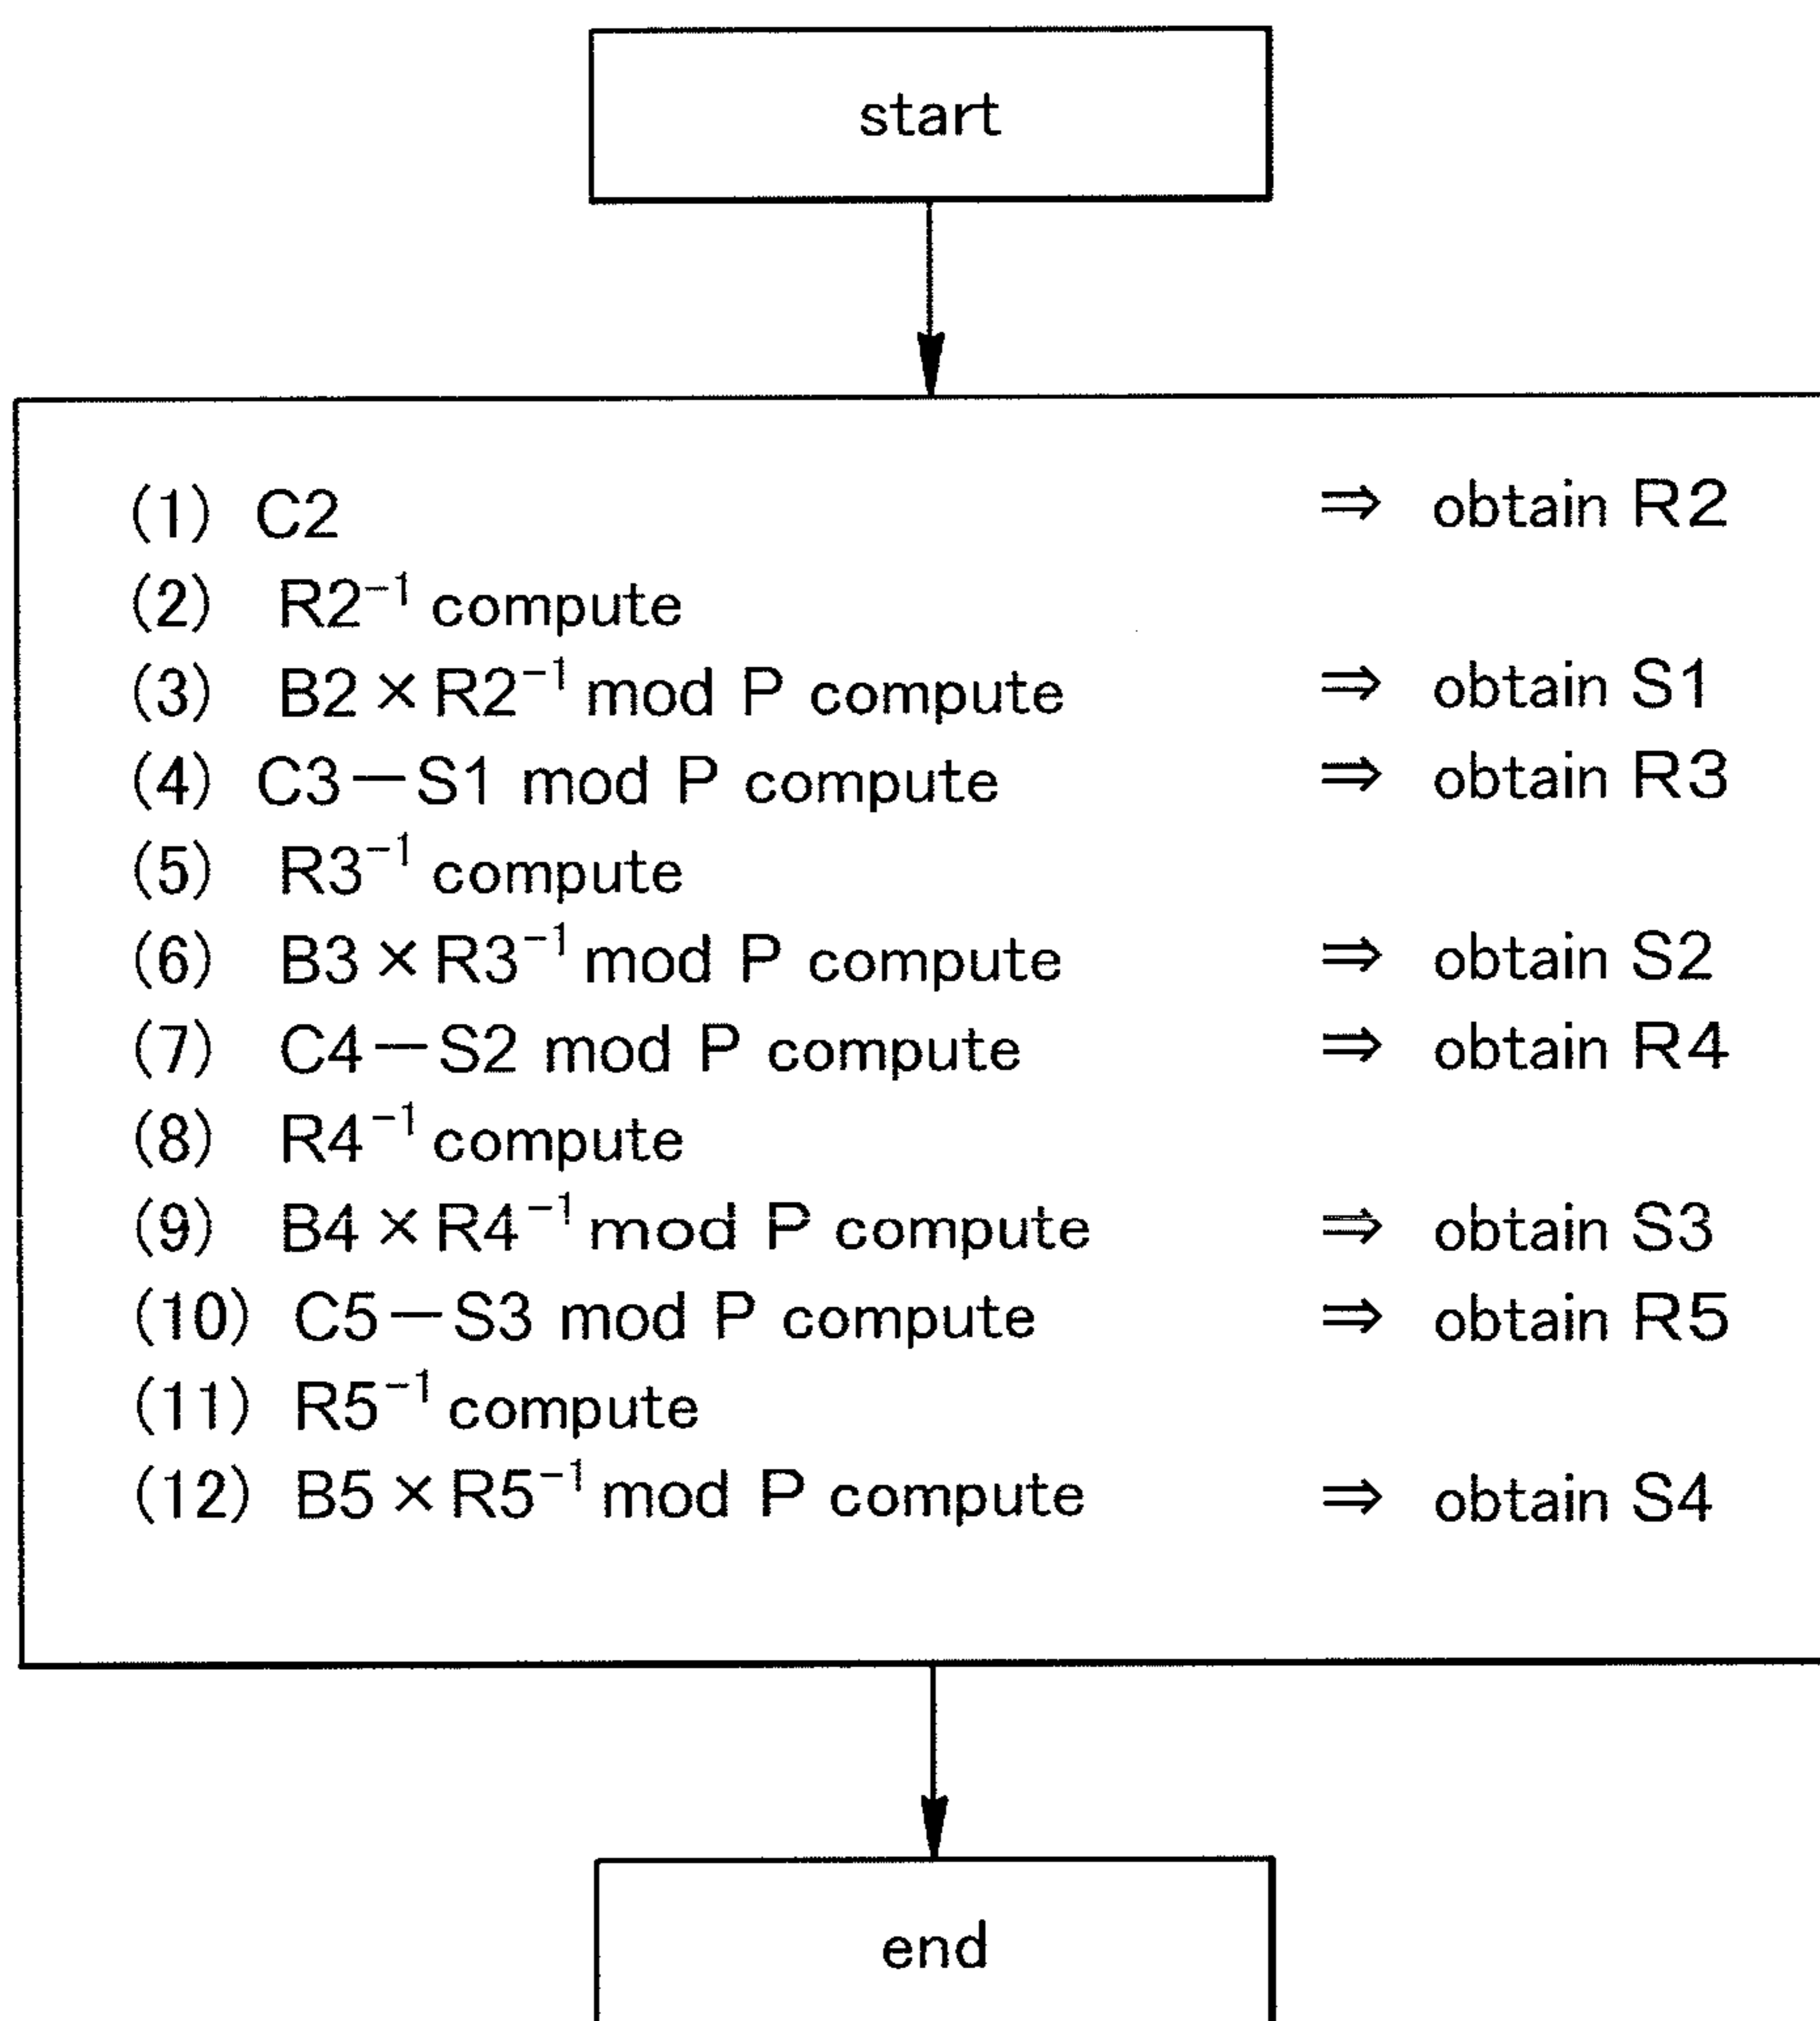 start
(1) C2 ⇒ obtain R2
(2) R2⁻¹ compute
(3) B2×R2⁻¹ mod P compute ⇒ obtain S1
(4) C3－S1 mod P compute ⇒ obtain R3
(5) R3⁻¹ compute
(6) B3×R3⁻¹ mod P compute ⇒ obtain S2
(7) C4－S2 mod P compute ⇒ obtain R4
(8) R4⁻¹ compute
(9) B4×R4⁻¹ mod P compute ⇒ obtain S3
(10) C5－S3 mod P compute ⇒ obtain R5
(11) R5⁻¹ compute
(12) B5×R5⁻¹ mod P compute ⇒ obtain S4
end